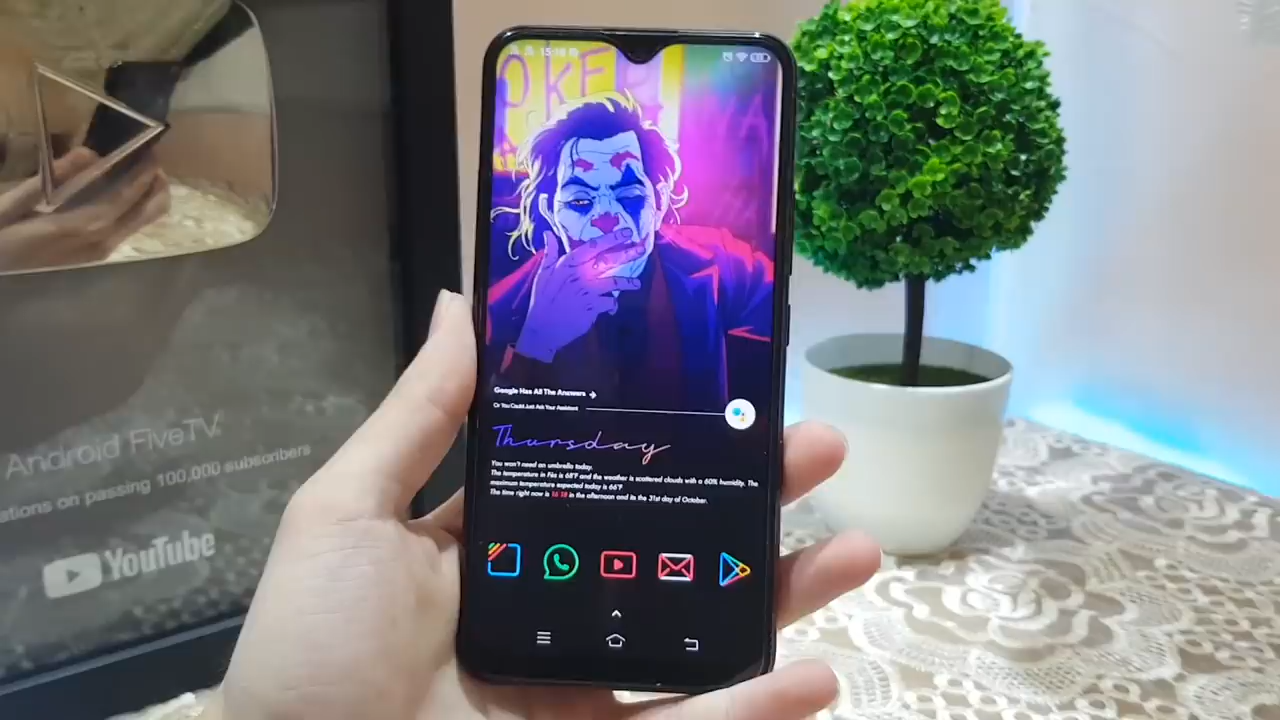 Android FiveTV
ations on passing 100,000 subscribers
YouTube
OKER
Google Has All The Answers
Or You Could Just Ask Your Assistant
Thursday
You won't need an umbrella today.
The temperature in Fès is 68°F and the weather is scattered clouds with a 60% humidity. The
maximum temperature expected today is 66°F
The time right now is 16 18 in the afternoon and its the 31st day of October.